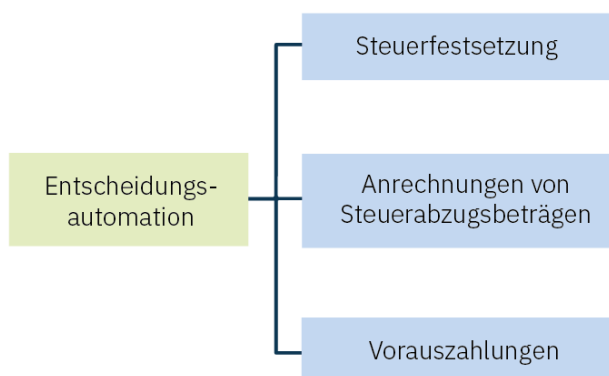 Steuerfestsetzung
Entscheidungs-
automation
Anrechnungen von
Steuerabzugsbeträgen
Vorauszahlungen